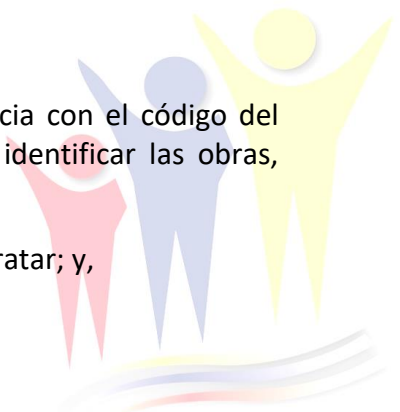 cia con el código del
identificar las obras,
ratar; y,